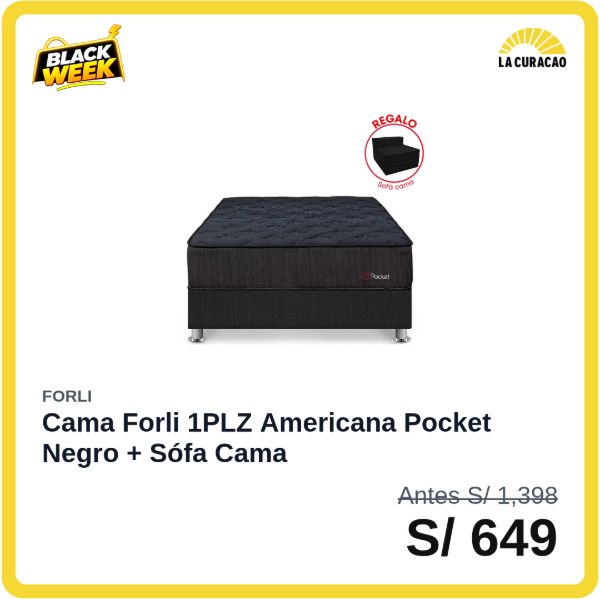 BLACK
WEEK
LA CURACAO
REGALO
Sofá cama
Pocket
FORLI
Cama Forli 1PLZ Americana Pocket
Negro + Sófa Cama
Antes S/ 1,398
S/ 649